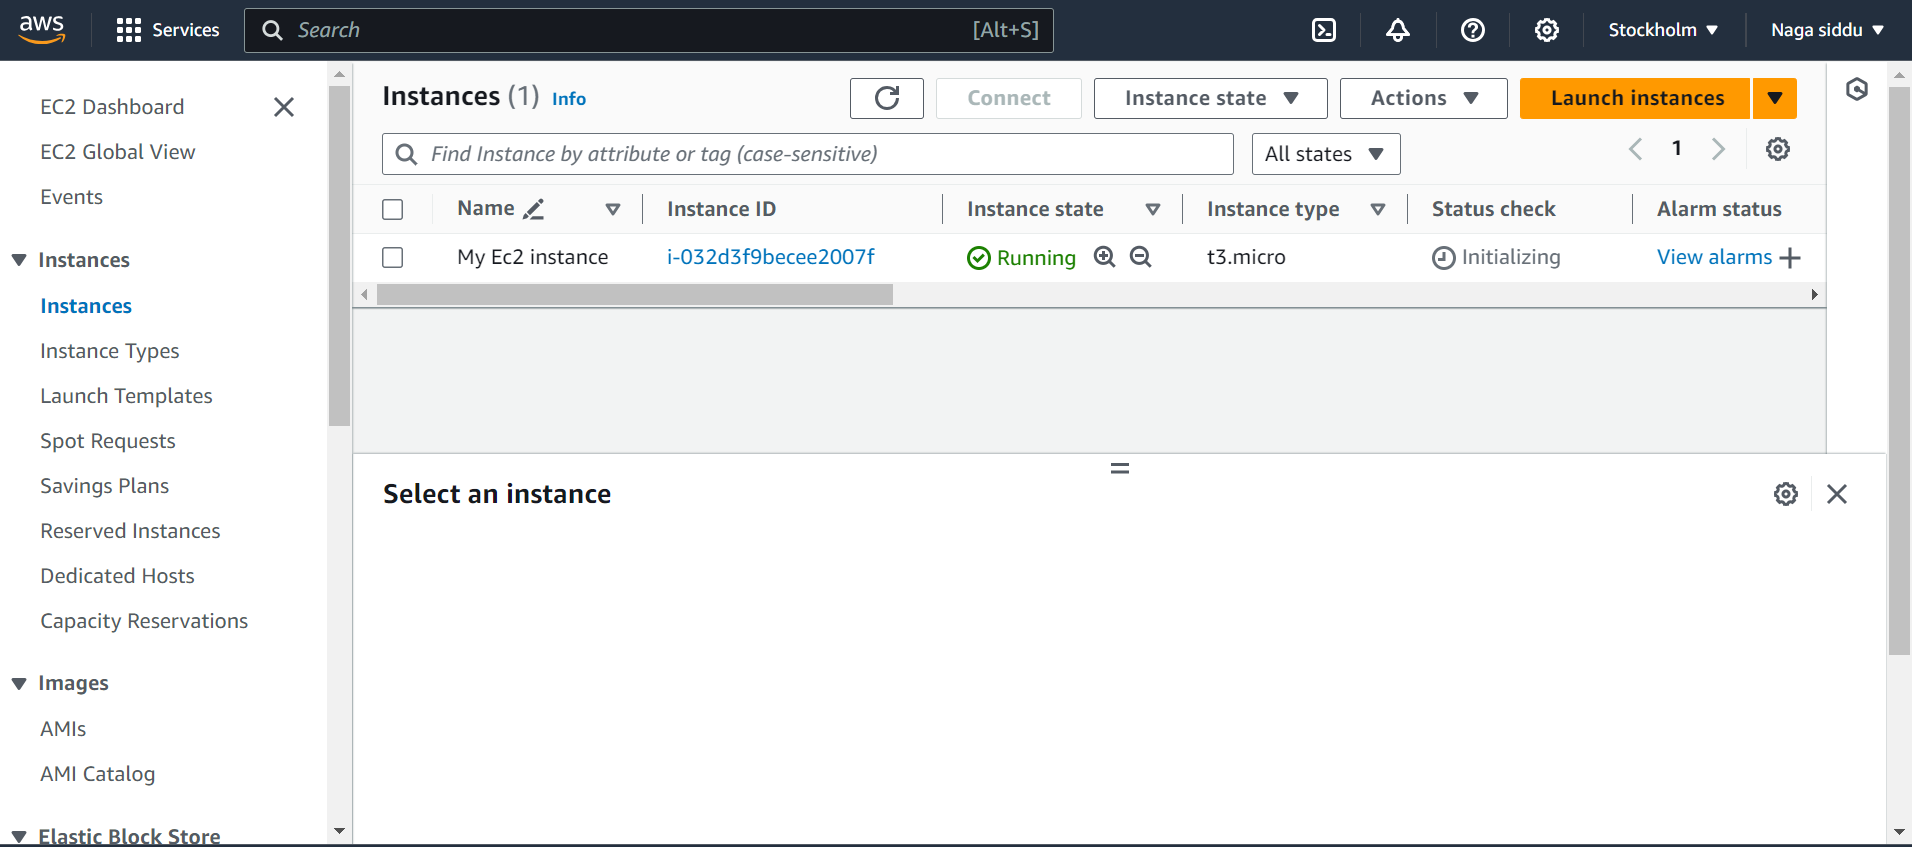 aws
Services
Search
[Alt+S]
Stockholm
Naga siddu
EC2 Dashboard
EC2 Global View
Events
Instances
Instances
Instance Types
Launch Templates
Spot Requests
Savings Plans
Reserved Instances
Dedicated Hosts
Capacity Reservations
Images
AMIs
AMI Catalog
Elastic Block Store
Instances (1) Info
Connect
Instance state
Actions
Launch instances
Find Instance by attribute or tag (case-sensitive)
All states
1
Name
Instance ID
Instance state
Instance type
Status check
Alarm status
My Ec2 instance
i-032d3f9becee2007f
Running
t3.micro
Initializing
View alarms
Select an instance